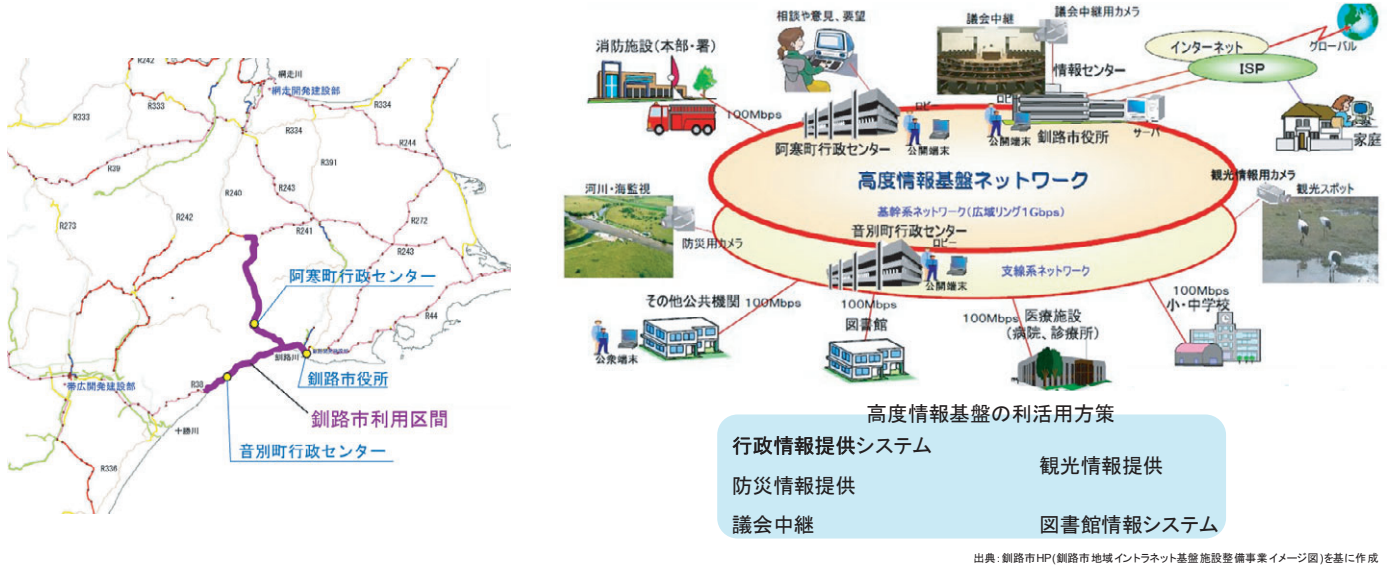 R242
網走川
*網走開発建設部
R333
R333
R334
R334
R39
R244
R391
R240
R243
R242
R273
R272
R241
R243
阿寒町行政センター
R44
釧路川
釧路市役所
R38
*帯広開発建設部
釧路市利用区間
十勝川
音別町行政センター
R336
相談や意見、要望
議会中継
議会中継用カメラ
消防施設(本部・署)
インターネット
グローバル
ISP
情報センター
100Mbps
ロビー
ロビー
サーバ
阿寒町行政センター
公開端末
公開端末
釧路市役所
家庭
高度情報基盤ネットワーク
観光情報用カメラ
観光スポット
河川・海監視
基幹系ネットワーク(広域リング1Gbps)
音別町行政センター
防災用カメラ
ロビー
支線系ネットワーク
公開端末
その他公共機関
100Mbps
100Mbps
100Mbps
100Mbps
公衆端末
図書館
医療施設
(病院、診療所)
小・中学校
高度情報基盤の利活用方策
行政情報提供システム
観光情報提供
防災情報提供
議会中継
図書館情報システム
出典:釧路市HP(釧路市地域イントラネット基盤施設整備事業イメージ図)を基に作成